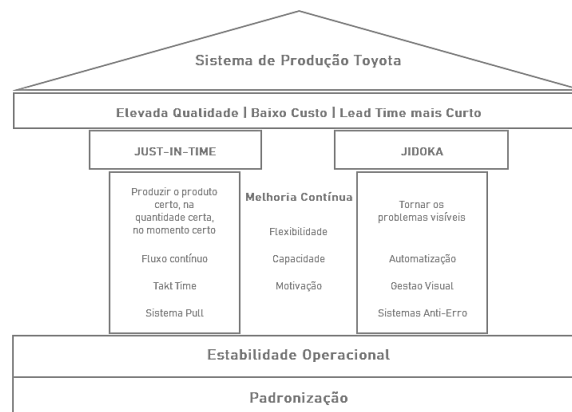 Sistema de Produção Toyota
Elevada Qualidade | Baixo Custo | Lead Time mais Curto
JUST-IN-TIME
JIDOKA
Produzir o produto
certo, na
quantidade certa,
no momento certo
Fluxo contínuo
Takt Time
Sistema Pull
Melhoria Contínua
Flexibilidade
Capacidade
Motivação
Tornar os
problemas visíveis
Automatização
Gestao Visual
Sistemas Anti-Erro
Estabilidade Operacional
Padronização